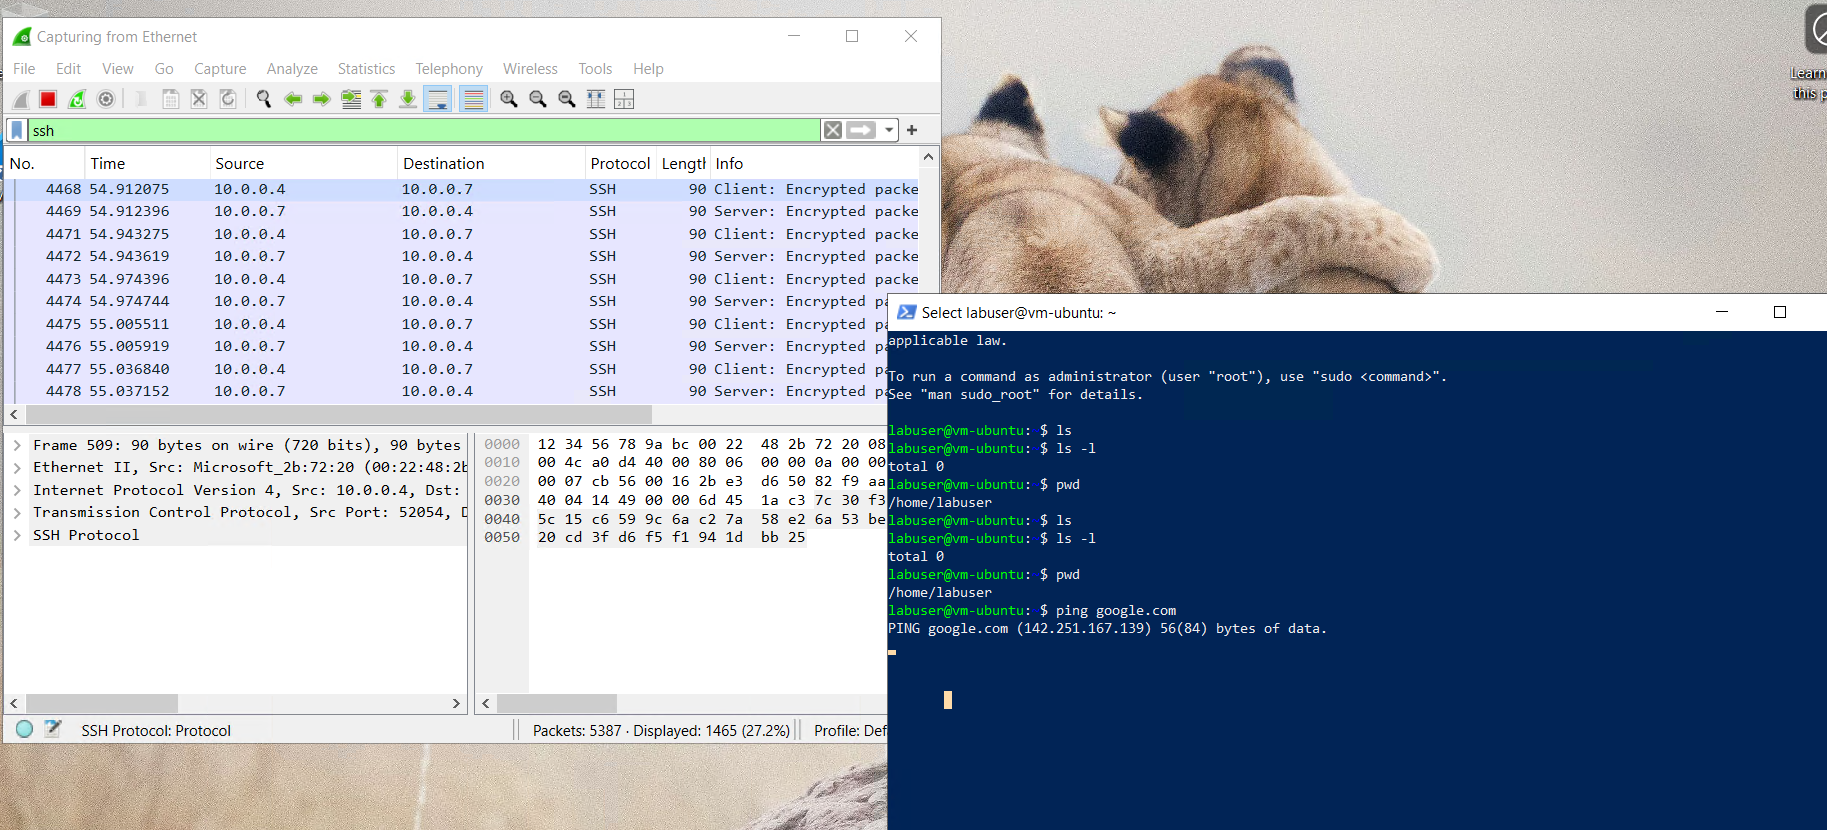 Capturing from Ethernet
File Edit View Go Capture Analyze Statistics Telephony Wireless Tools Help
ssh
No. Time Source Destination Protocol Length Info
4468 54.912075 10.0.0.4 10.0.0.7 SSH 90 Client: Encrypted packe
4469 54.912396 10.0.0.7 10.0.0.4 SSH 90 Server: Encrypted packe
4471 54.943275 10.0.0.4 10.0.0.7 SSH 90 Client: Encrypted packe
4472 54.943619 10.0.0.7 10.0.0.4 SSH 90 Server: Encrypted packe
4473 54.974396 10.0.0.4 10.0.0.7 SSH 90 Client: Encrypted packe
4474 54.974744 10.0.0.7 10.0.0.4 SSH 90 Server: Encrypted pa
4475 55.005511 10.0.0.4 10.0.0.7 SSH 90 Client: Encrypted pa
4476 55.005919 10.0.0.7 10.0.0.4 SSH 90 Server: Encrypted pa
4477 55.036840 10.0.0.4 10.0.0.7 SSH 90 Client: Encrypted pa
4478 55.037152 10.0.0.7 10.0.0.4 SSH 90 Server: Encrypted pa
Frame 509: 90 bytes on wire (720 bits), 90 bytes
Ethernet II, Src: Microsoft_2b:72:20 (00:22:48:2b
Internet Protocol Version 4, Src: 10.0.0.4, Dst:
Transmission Control Protocol, Src Port: 52054, D
SSH Protocol
0000 12 34 56 78 9a bc 00 22 48 2b 72 20 08
0010 00 4c a0 d4 40 00 80 06 00 00 0a 00 00
0020 00 07 cb 56 00 16 2b e3 d6 50 82 f9 aa
0030 40 04 14 49 00 00 6d 45 1a c3 7c 30 f3
0040 5c 15 c6 59 9c 6a c2 7a 58 e2 6a 53 be
0050 20 cd 3f d6 f5 f1 94 1d bb 25
SSH Protocol: Protocol
Packets: 5387 · Displayed: 1465 (27.2%)
Profile: Def
Learn
this p
Select labuser@vm-ubuntu: ~
applicable law.
To run a command as administrator (user "root"), use "sudo <command>".
See "man sudo_root" for details.
labuser@vm-ubuntu: $ ls
labuser@vm-ubuntu: $ ls -l
total 0
labuser@vm-ubuntu: $ pwd
/home/labuser
labuser@vm-ubuntu: $ ls
labuser@vm-ubuntu: $ ls -l
total 0
labuser@vm-ubuntu: $ pwd
/home/labuser
labuser@vm-ubuntu: $ ping google.com
PING google.com (142.251.167.139) 56(84) bytes of data.